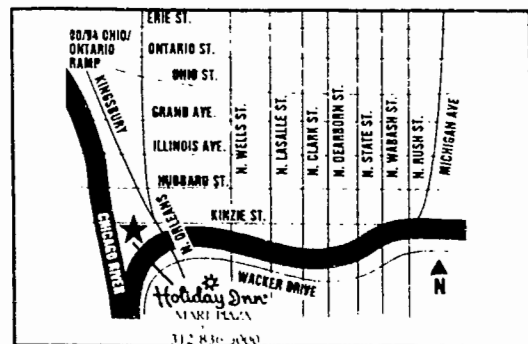 ERIE ST.
90/94 OHIO/
ONTARIO
RAMP
ONTARIO ST.
OHIO ST.
KINGSBURY
GRAND AVE.
ILLINOIS AVE.
HUBBARD ST.
KINZIE ST.
N. ORLEANS
N. WELLS ST.
N. LASALLE ST.
N. CLARK ST.
N. DEARBORN ST.
N. STATE ST.
N. WABASH ST.
N. RUSH ST.
MICHIGAN AVE
CHICAGO RIVER
WACKER DRIVE
N
Holiday Inn
MART PLAZA
312 836